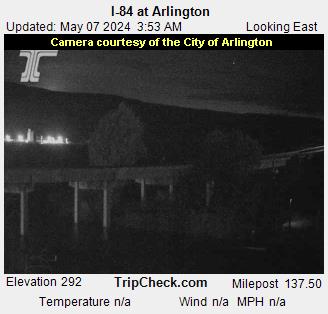 I-84 at Arlington
Updated: May 07 2024 3:53 AM Looking East
Camera courtesy of the City of Arlington
Elevation 292 TripCheck.com Milepost 137.50
Temperature n/a Wind n/a MPH n/a